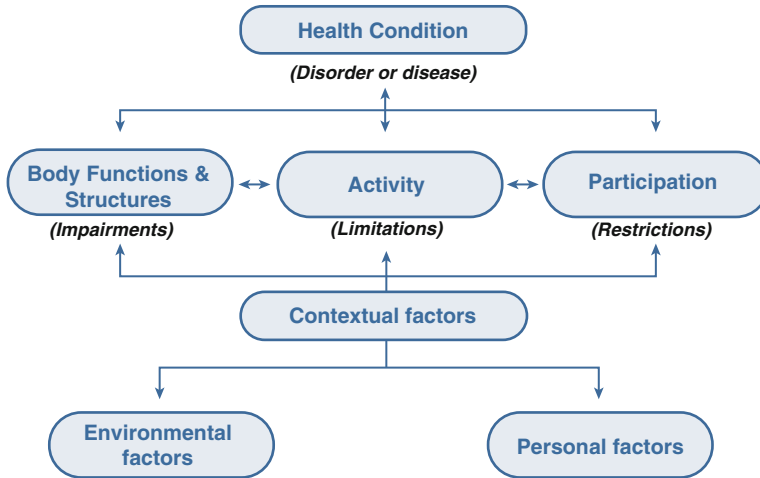 Health Condition
(Disorder or disease)
Body Functions &
Structures
(Impairments)
Activity
(Limitations)
Participation
(Restrictions)
Contextual factors
Environmental
factors
Personal factors